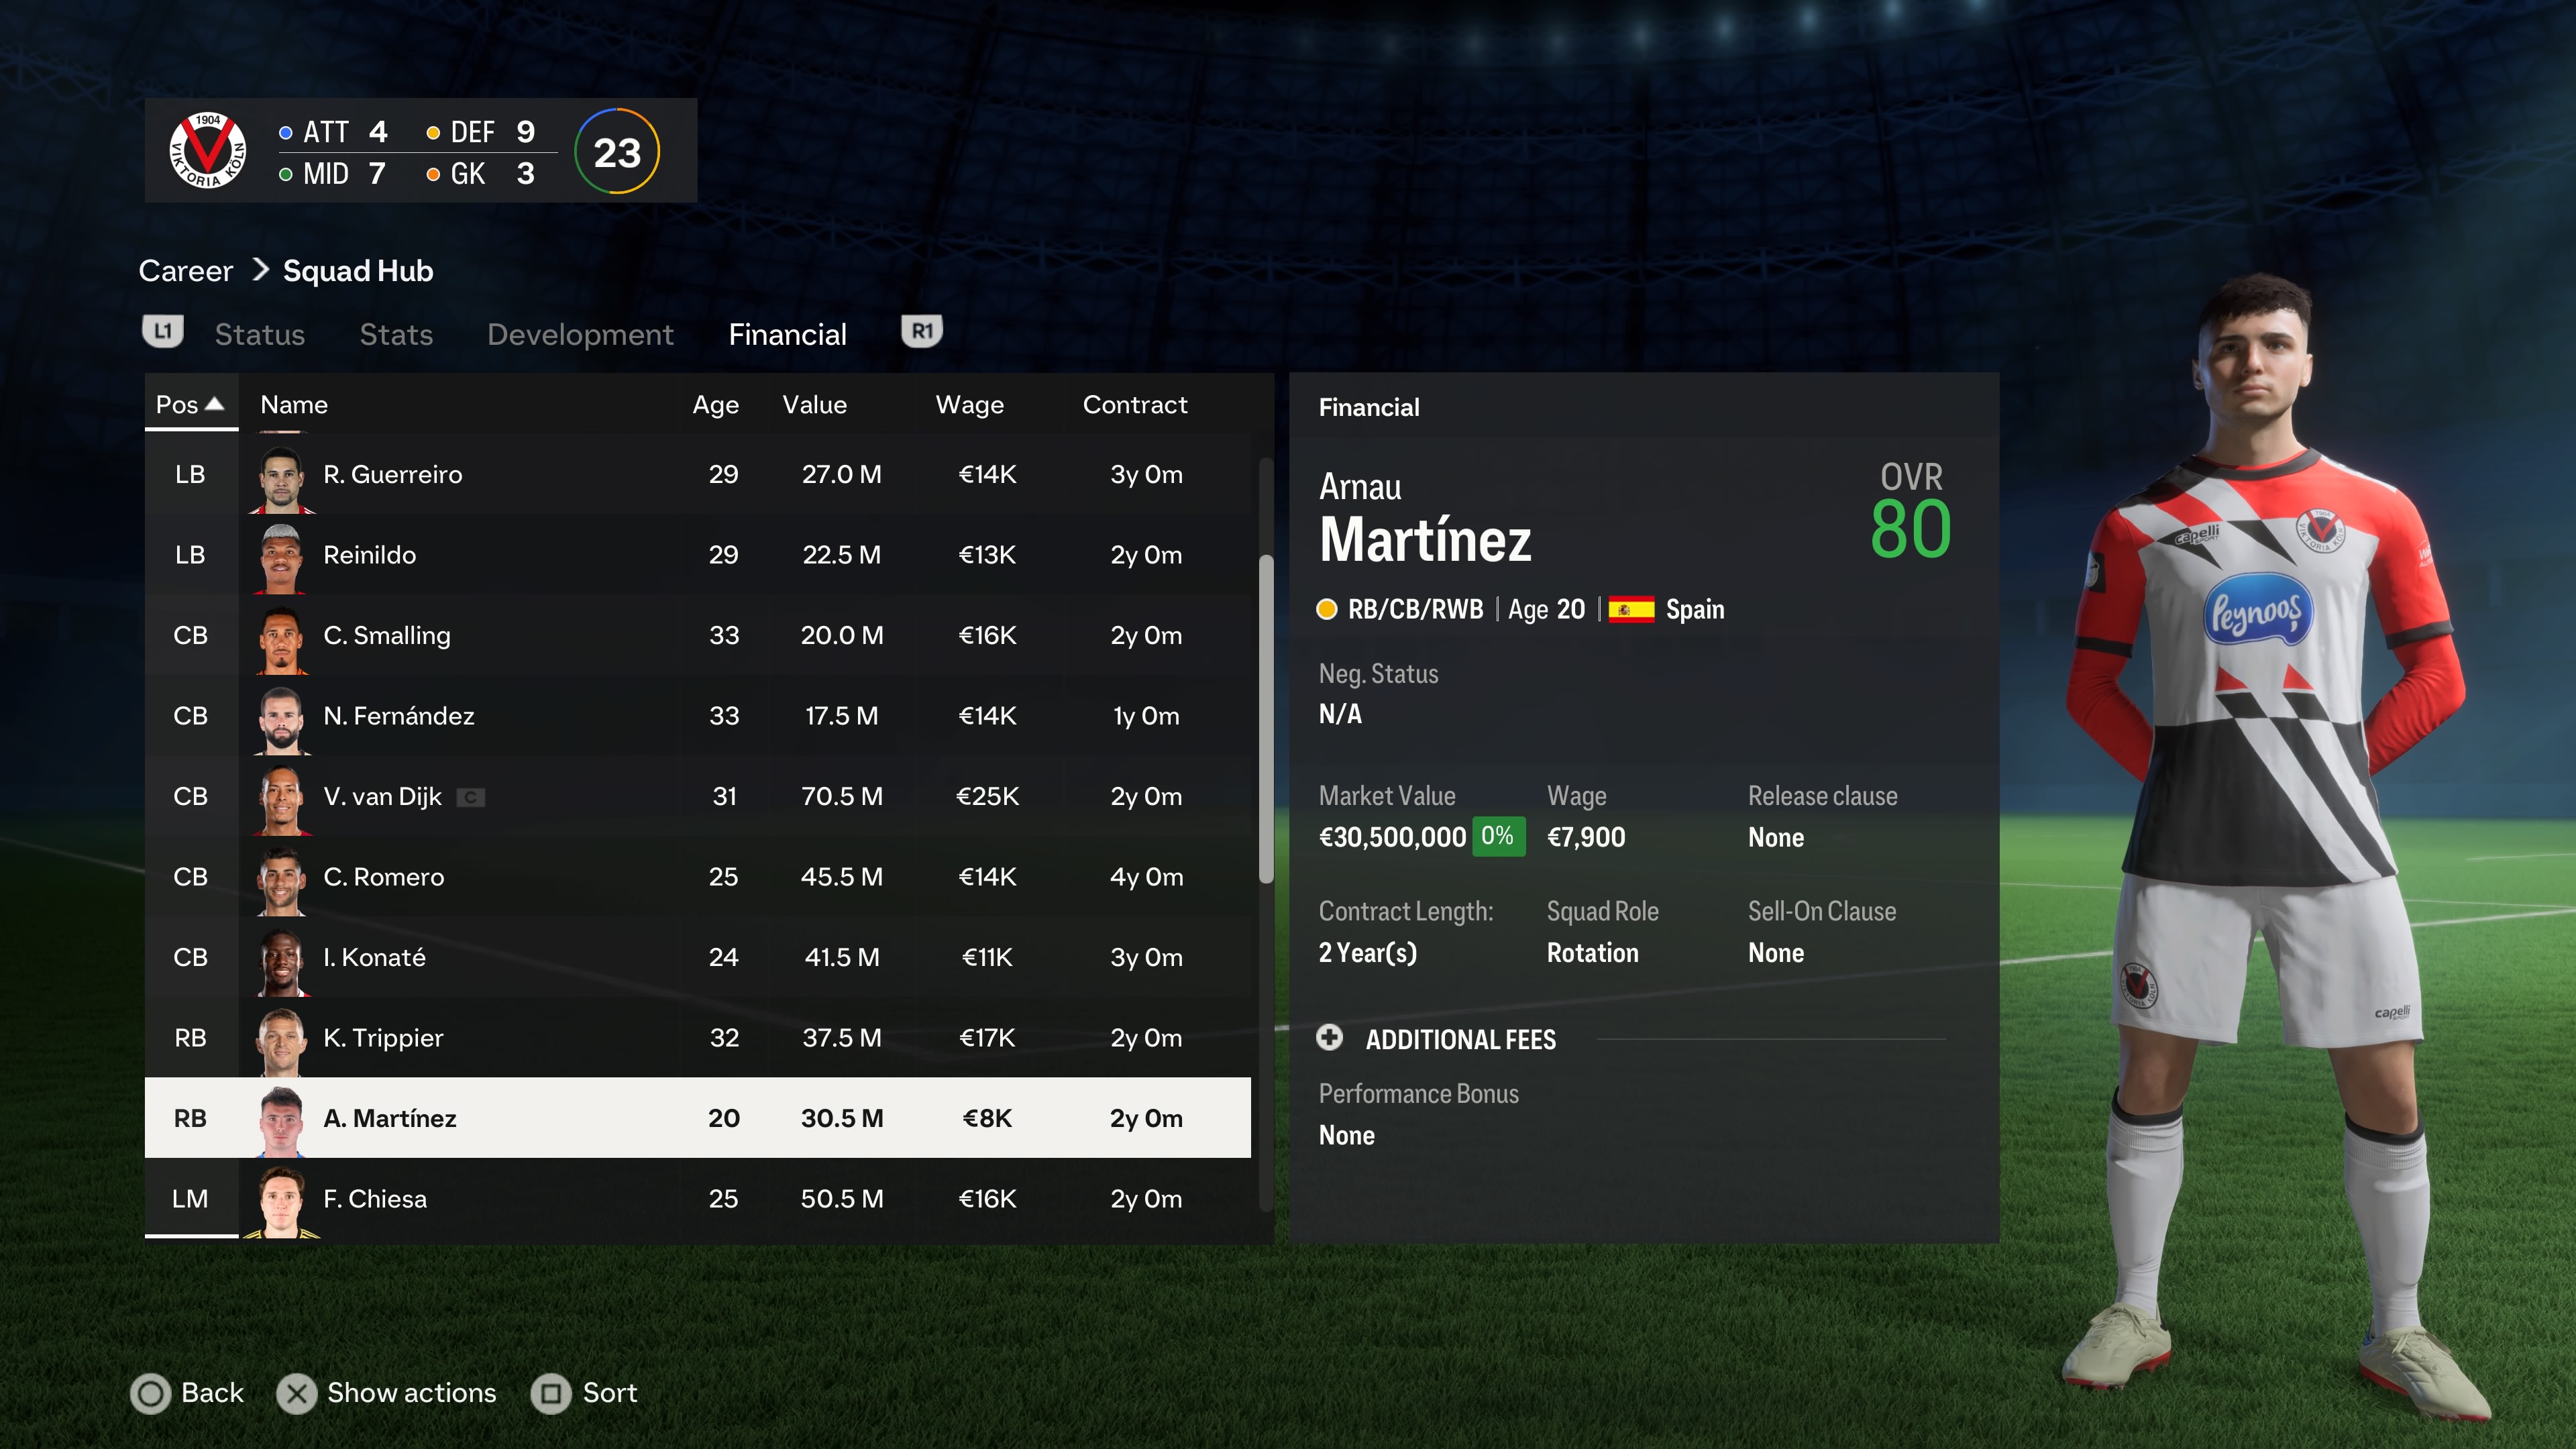 1904
VIKTORIA KÖLN
ATT 4
DEF 9
MID 7
GK 3
23
Career > Squad Hub
L1 Status Stats Development Financial R1
Pos Name Age Value Wage Contract
LB R. Guerreiro 29 27.0 M €14K 3y 0m
LB Reinildo 29 22.5 M €13K 2y 0m
CB C. Smalling 33 20.0 M €16K 2y 0m
CB N. Fernández 33 17.5 M €14K 1y 0m
CB V. van Dijk C 31 70.5 M €25K 2y 0m
CB C. Romero 25 45.5 M €14K 4y 0m
CB I. Konaté 24 41.5 M €11K 3y 0m
RB K. Trippier 32 37.5 M €17K 2y 0m
RB A. Martínez 20 30.5 M €8K 2y 0m
LM F. Chiesa 25 50.5 M €16K 2y 0m
Financial
Arnau
Martínez
OVR
80
RB/CB/RWB | Age 20 | Spain
Neg. Status
N/A
Market Value Wage Release clause
€30,500,000 0% €7,900 None
Contract Length: Squad Role Sell-On Clause
2 Year(s) Rotation None
ADDITIONAL FEES
Performance Bonus
None
capelli
SPORT
1904
VIKTORIA KÖLN
Peynoos
capelli
Back Show actions Sort